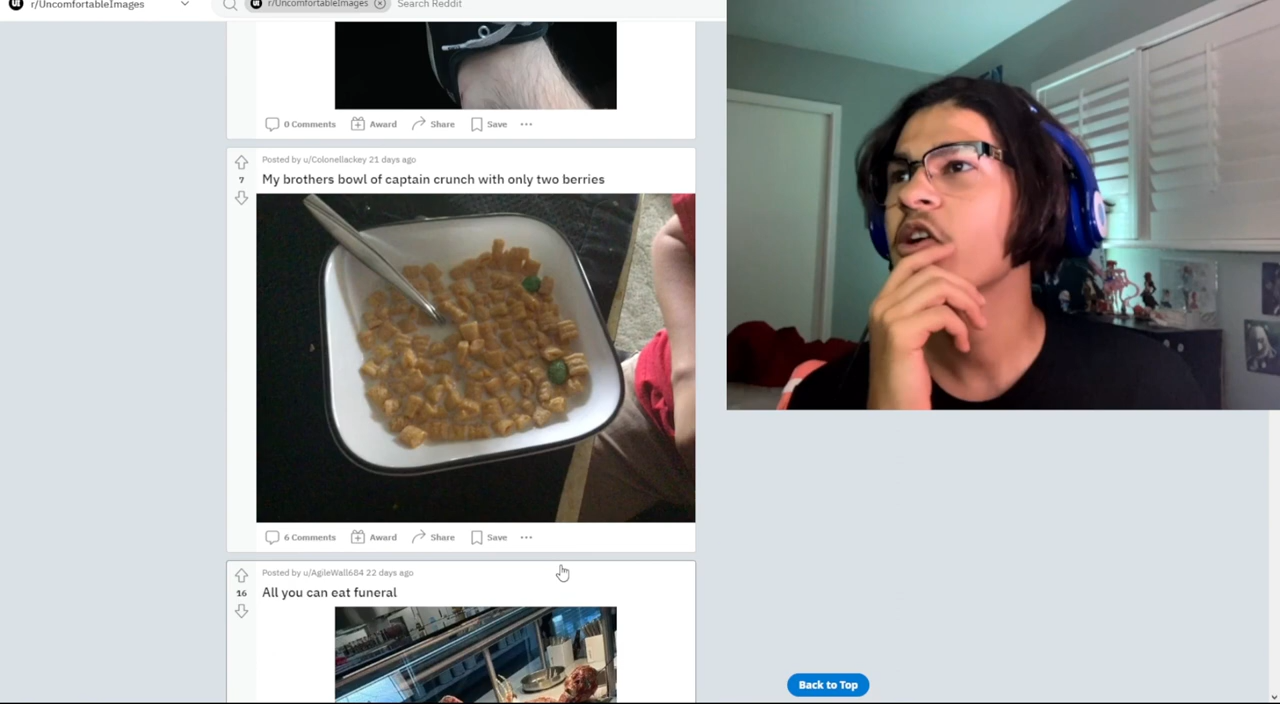 r/UncomfortableImages
r/UncomfortableImages
Search Reddit
0 Comments Award Share Save
Posted by u/Colonellackey 21 days ago
7
My brothers bowl of captain crunch with only two berries
6 Comments Award Share Save
Posted by u/AgileWall684 22 days ago
16
All you can eat funeral
Back to Top